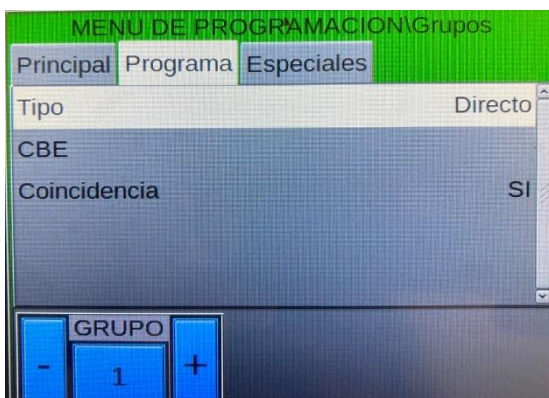 MENU DE PROGRAMACION\Grupos
Principal Programa Especiales
Tipo Directo
CBE
Coincidencia SI
GRUPO
- 1 +